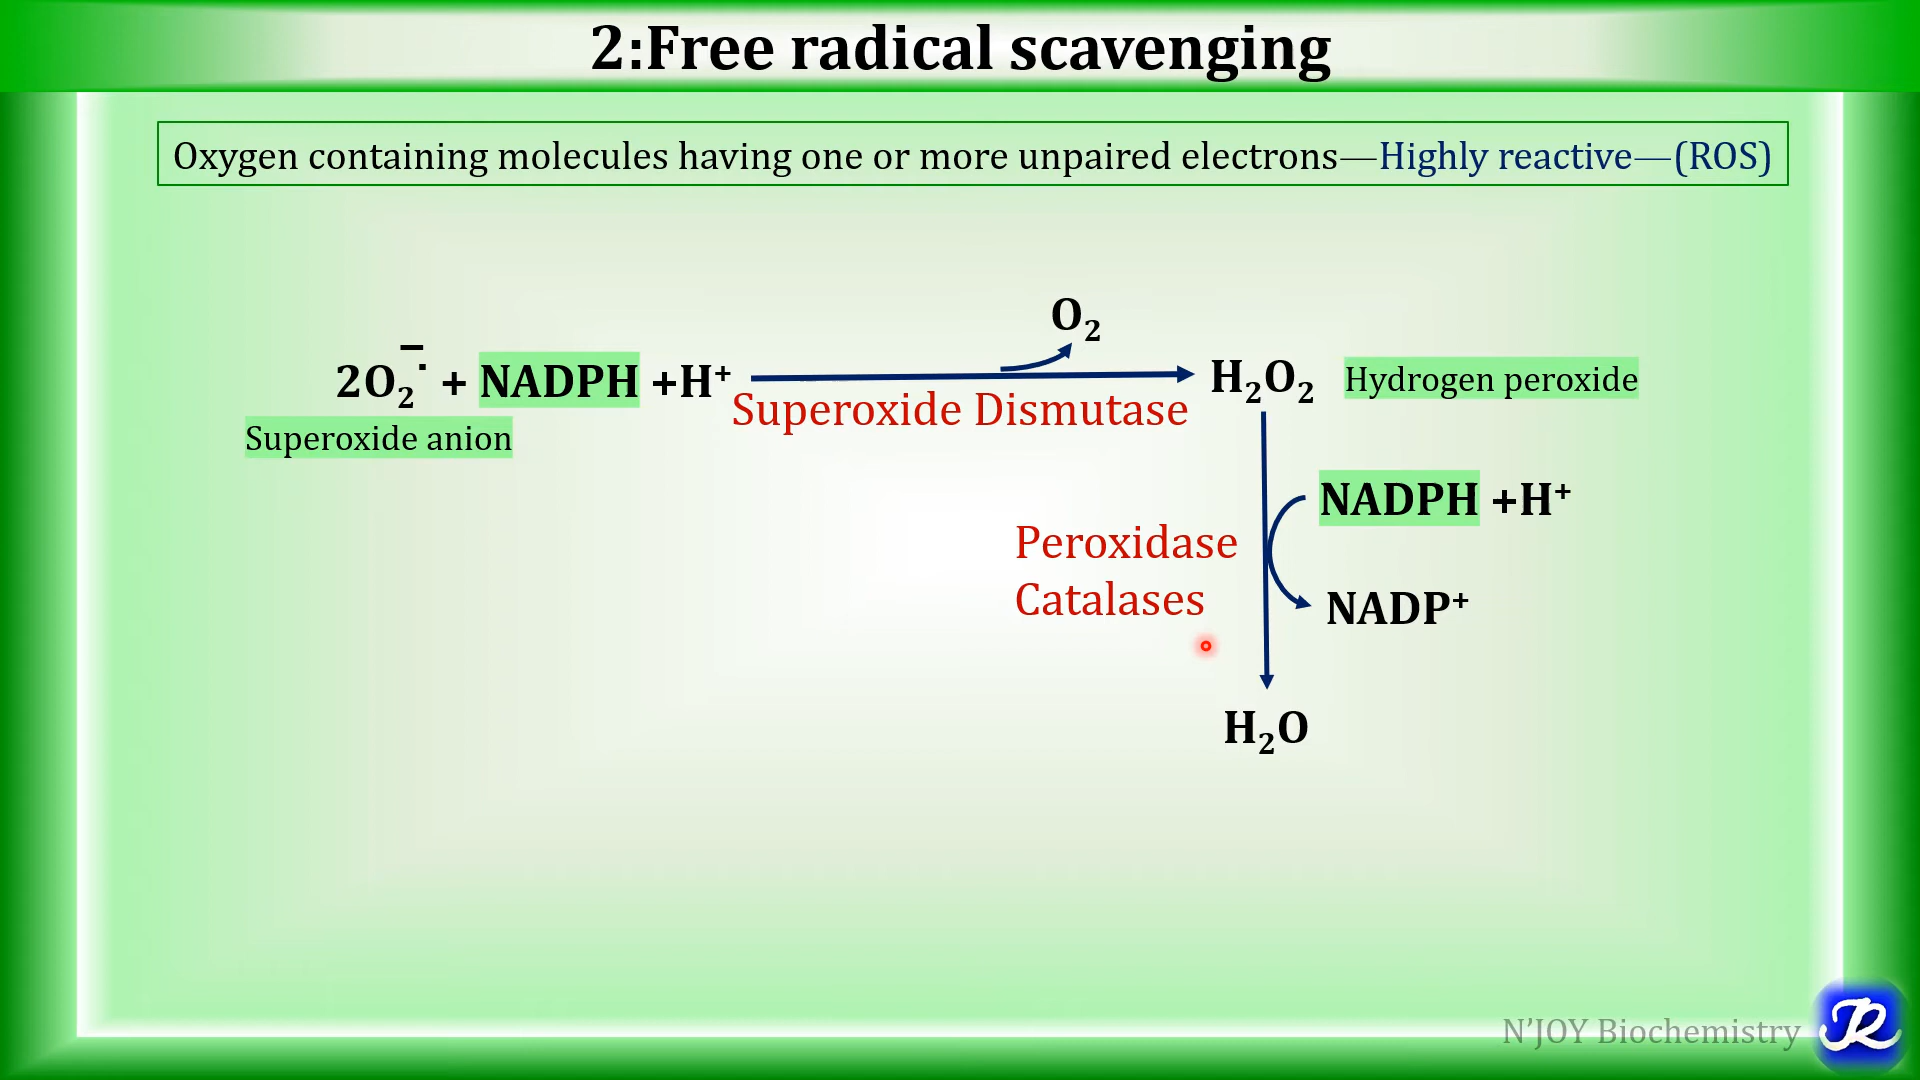 2:Free radical scavenging
Oxygen containing molecules having one or more unpaired electrons—Highly reactive—(ROS)
O₂
2O₂⁻· + NADPH +H⁺
H₂O₂ Hydrogen peroxide
Superoxide Dismutase
Superoxide anion
NADPH +H⁺
Peroxidase
Catalases
NADP⁺
H₂O
N'JOY Biochemistry
R